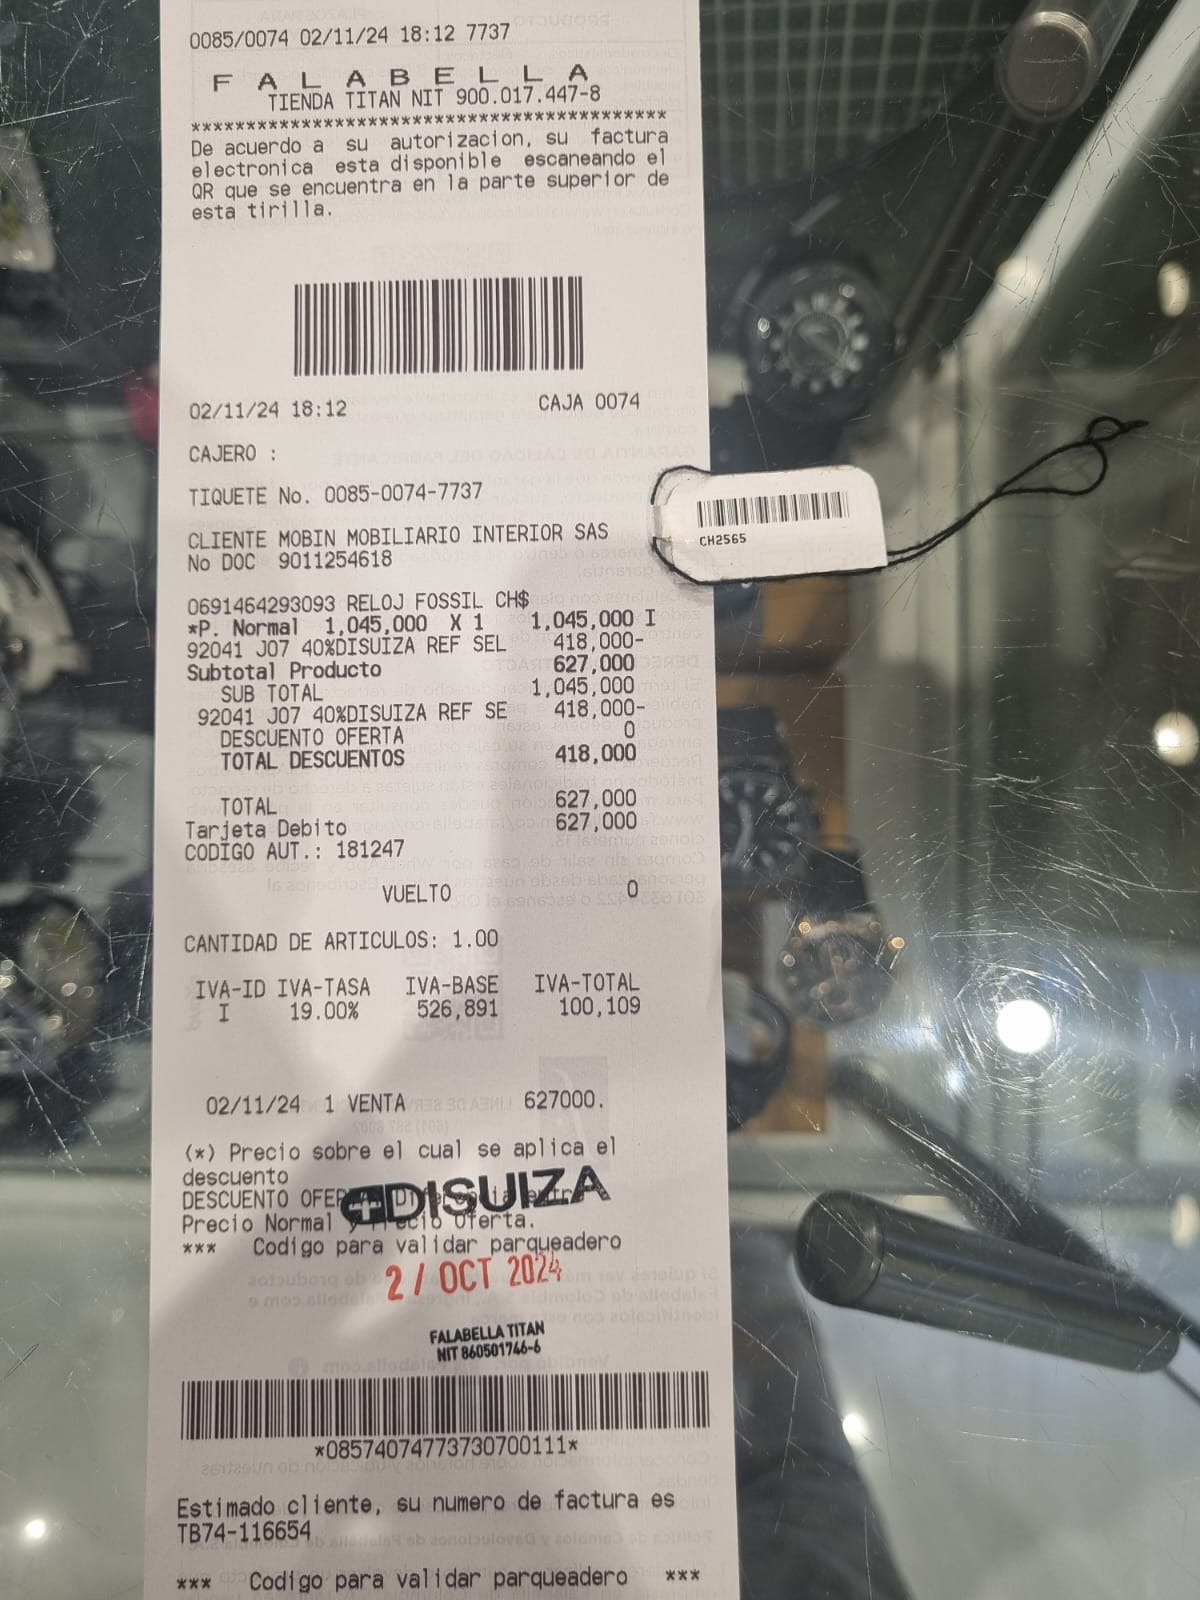 0085/0074 02/11/24 18:12 7737
F A L A B E L L A
TIENDA TITAN NIT 900.017.447-8
*******************************************
De acuerdo a su autorizacion, su factura
electronica esta disponible escaneando el
QR que se encuentra en la parte superior de
esta tirilla.
02/11/24 18:12 CAJA 0074
CAJERO :
TIQUETE No. 0085-0074-7737
CLIENTE MOBIN MOBILIARIO INTERIOR SAS
No DOC 9011254618
CH2565
0691464293093 RELOJ FOSSIL CH$
*P. Normal 1,045,000 X 1 1,045,000 I
92041 J07 40%DISUIZA REF SEL 418,000-
Subtotal Producto 627,000
SUB TOTAL 1,045,000
92041 J07 40%DISUIZA REF SE 418,000-
DESCUENTO OFERTA 0
TOTAL DESCUENTOS 418,000
TOTAL 627,000
Tarjeta Debito 627,000
CODIGO AUT.: 181247
VUELTO 0
CANTIDAD DE ARTICULOS: 1.00
IVA-ID IVA-TASA IVA-BASE IVA-TOTAL
I 19.00% 526,891 100,109
02/11/24 1 VENTA 627000.
(*) Precio sobre el cual se aplica el
descuento
DESCUENTO
DISUIZA
Precio Normal y Precio Oferta.
*** Codigo para validar parqueadero
2 / OCT 2024
FALABELLA TITAN
NIT 860501746-6
*08574074773730700111*
Estimado cliente, su numero de factura es
TB74-116654
*** Codigo para validar parqueadero ***